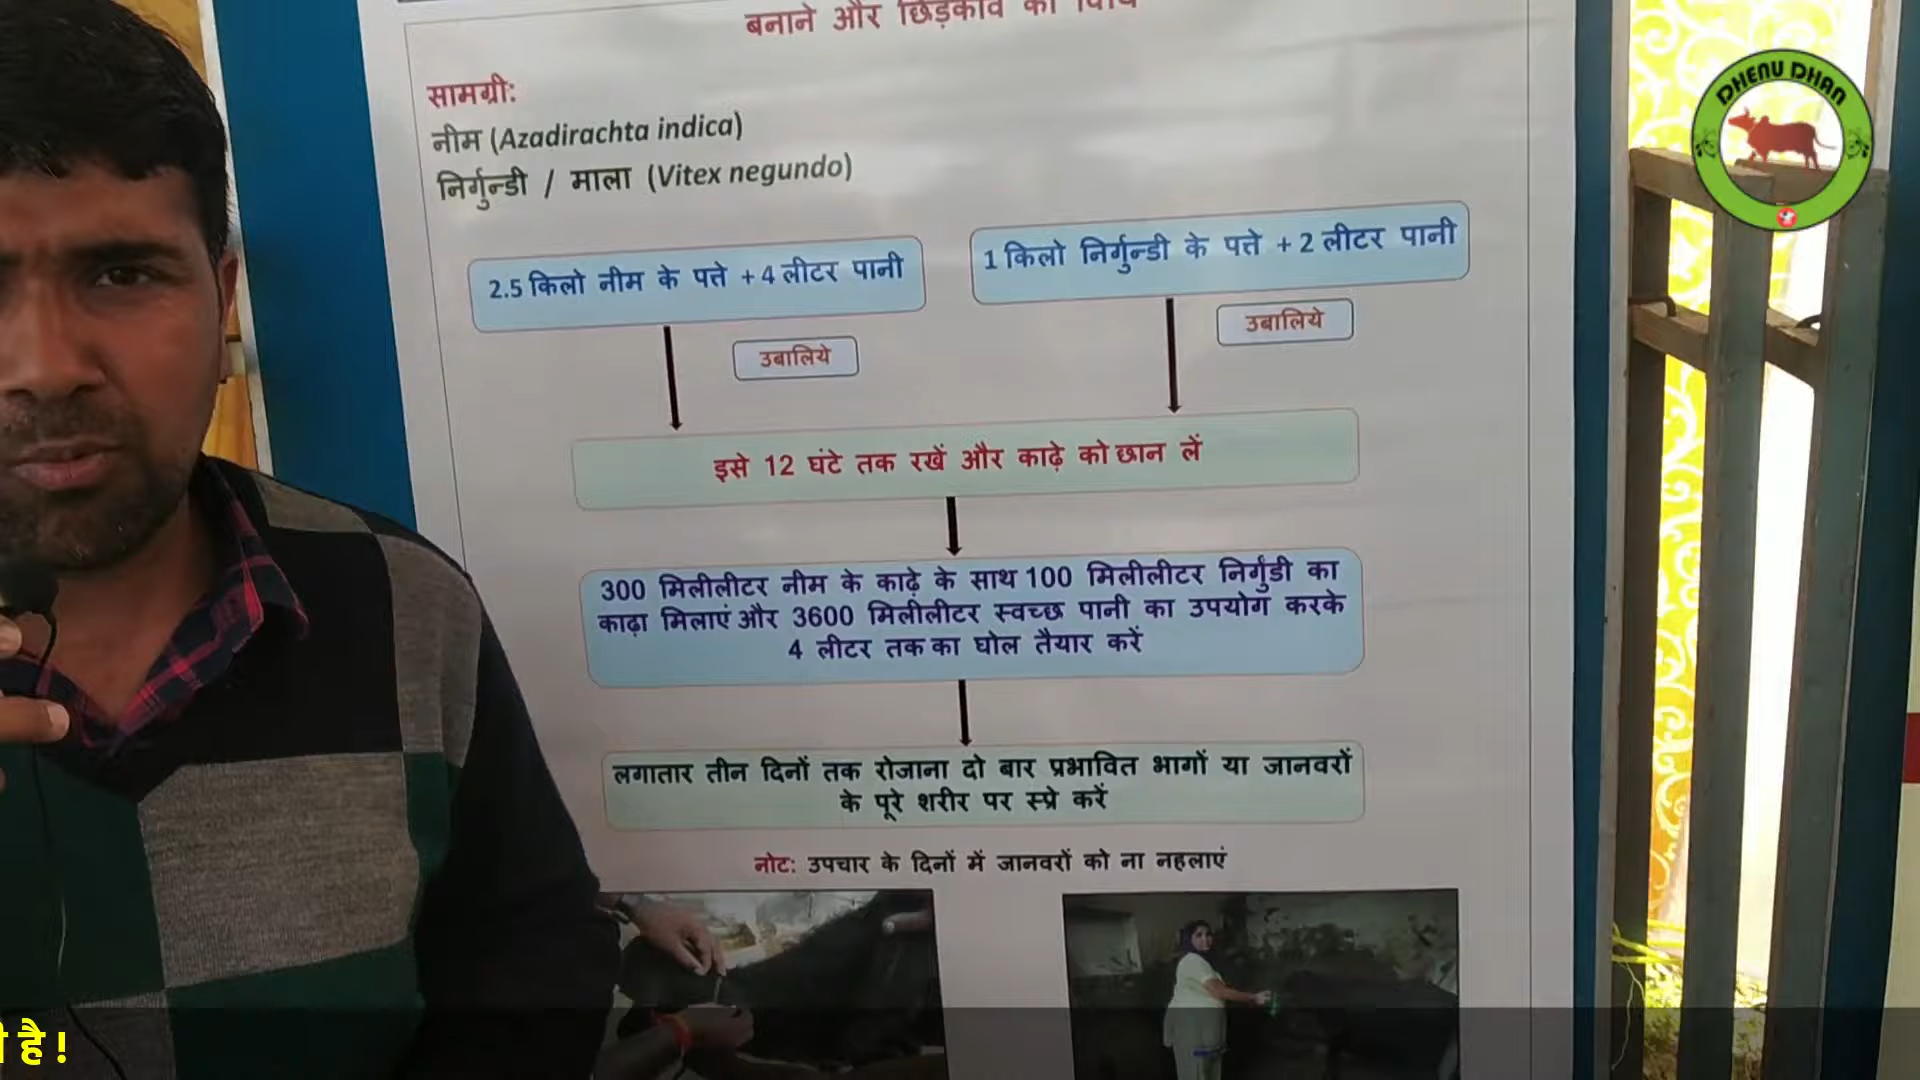 बनाने और छिड़काव की विधि
DHENU DHAN
सामग्री:
नीम (Azadirachta indica)
निर्गुन्डी / माला (Vitex negundo)
2.5 किलो नीम के पत्ते + 4 लीटर पानी
1 किलो निर्गुन्डी के पत्ते + 2 लीटर पानी
उबालिये
उबालिये
इसे 12 घंटे तक रखें और काढ़े को छान लें
300 मिलीलीटर नीम के काढ़े के साथ 100 मिलीलीटर निर्गुंडी का
काढ़ा मिलाएं और 3600 मिलीलीटर स्वच्छ पानी का उपयोग करके
4 लीटर तक का घोल तैयार करें
लगातार तीन दिनों तक रोजाना दो बार प्रभावित भागों या जानवरों
के पूरे शरीर पर स्प्रे करें
नोट: उपचार के दिनों में जानवरों को ना नहलाएं
है !